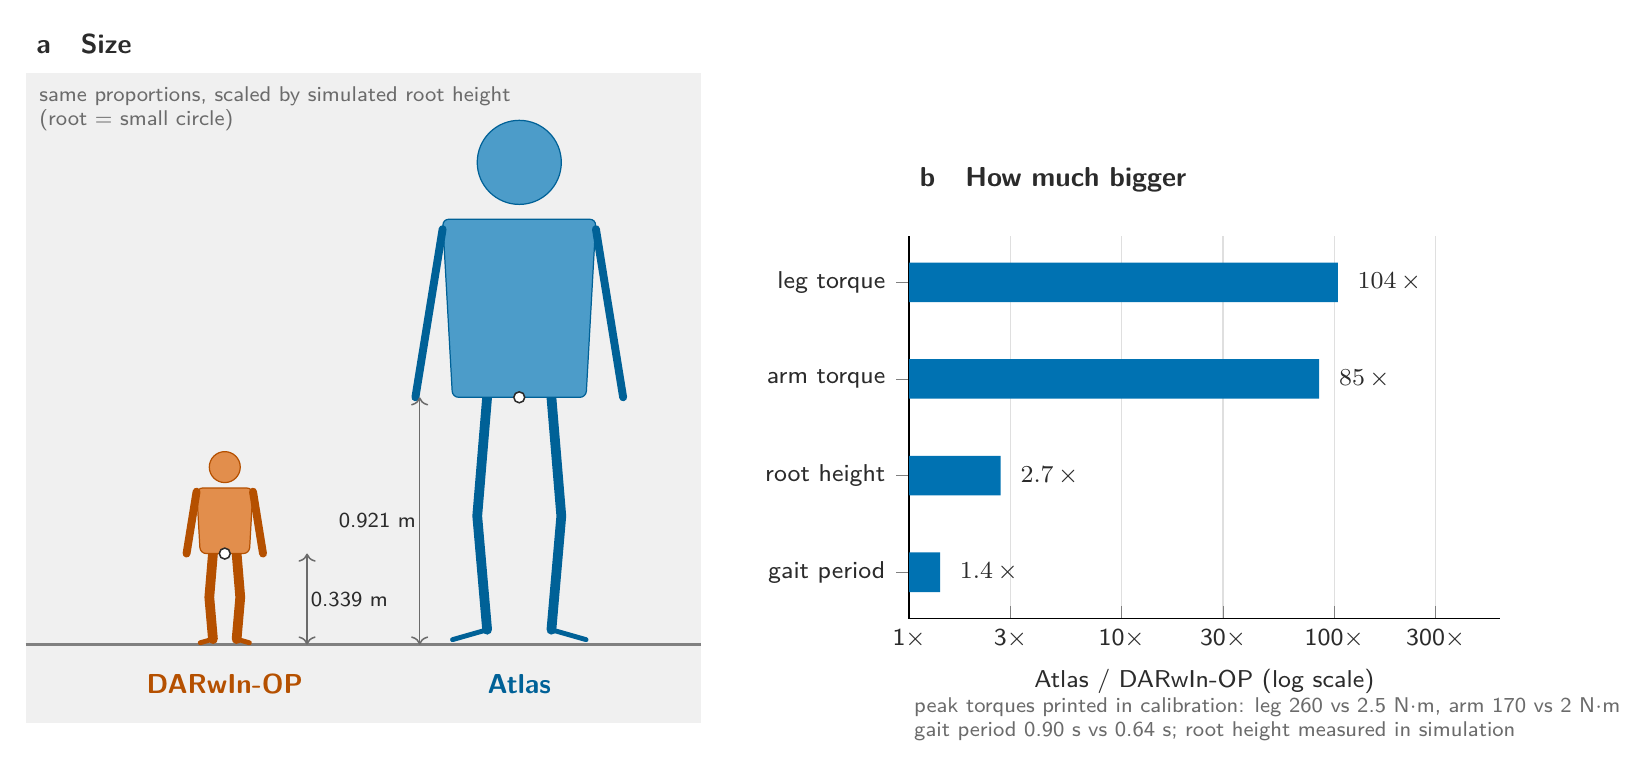 a Size
same proportions, scaled by simulated root height
(root = small circle)
0.921 m
0.339 m
DARwIn-OP
Atlas
b How much bigger
leg torque
104 ×
arm torque
85 ×
root height
2.7 ×
gait period
1.4 ×
1× 3× 10× 30× 100× 300×
Atlas / DARwIn-OP (log scale)
peak torques printed in calibration: leg 260 vs 2.5 N·m, arm 170 vs 2 N·m
gait period 0.90 s vs 0.64 s; root height measured in simulation